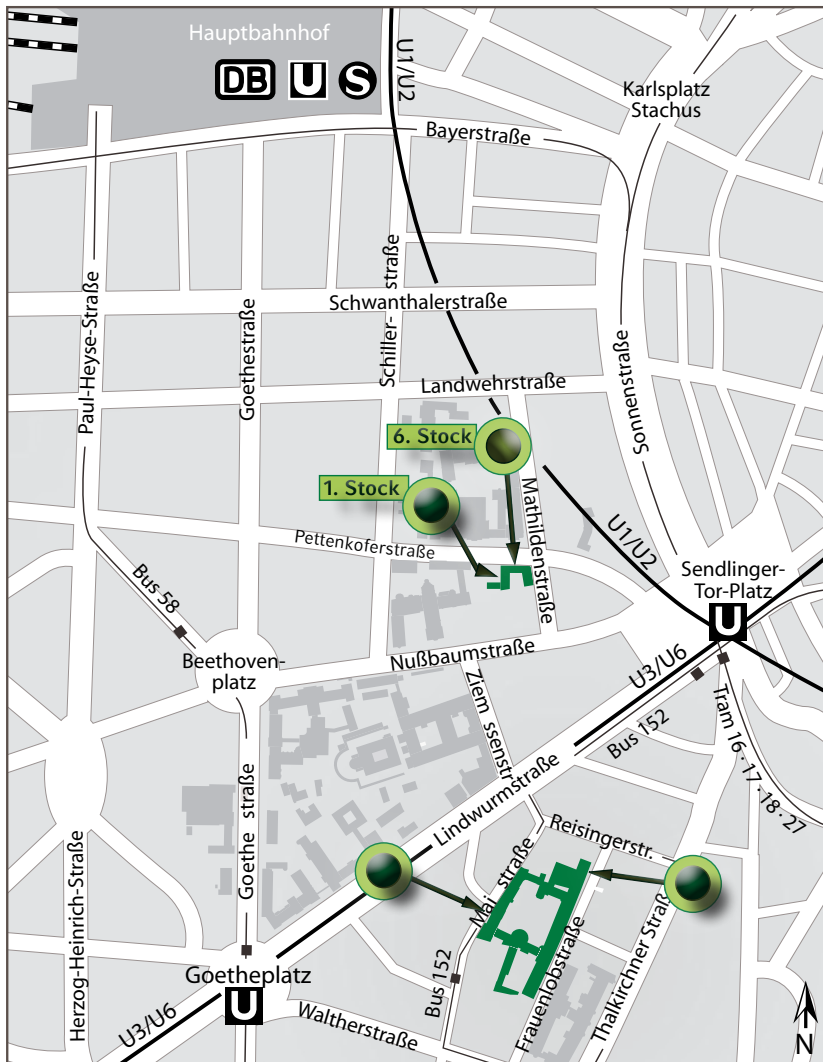 Hauptbahnhof
DB
U
S
U1/U2
Karlsplatz
Stachus
Bayerstraße
Paul-Heyse-Straße
Goethestraße
Schiller-
straße
Schwanthalerstraße
Landwehrstraße
Sonnenstraße
6. Stock
1. Stock
Mathildenstraße
Pettenkoferstraße
U1/U2
Sendlinger-
Tor-Platz
U
Bus 58
Beethoven-
platz
Nußbaumstraße
Ziem ssenstr
U3/U6
Bus 152
Tram 16 · 17 · 18 · 27
Lindwurmstraße
Reisingerstr.
Goethe straße
Herzog-Heinrich-Straße
Mai straße
Frauenlobstraße
Thalkirchner Straß
Bus 152
Goetheplatz
U
U3/U6
Waltherstraße
N